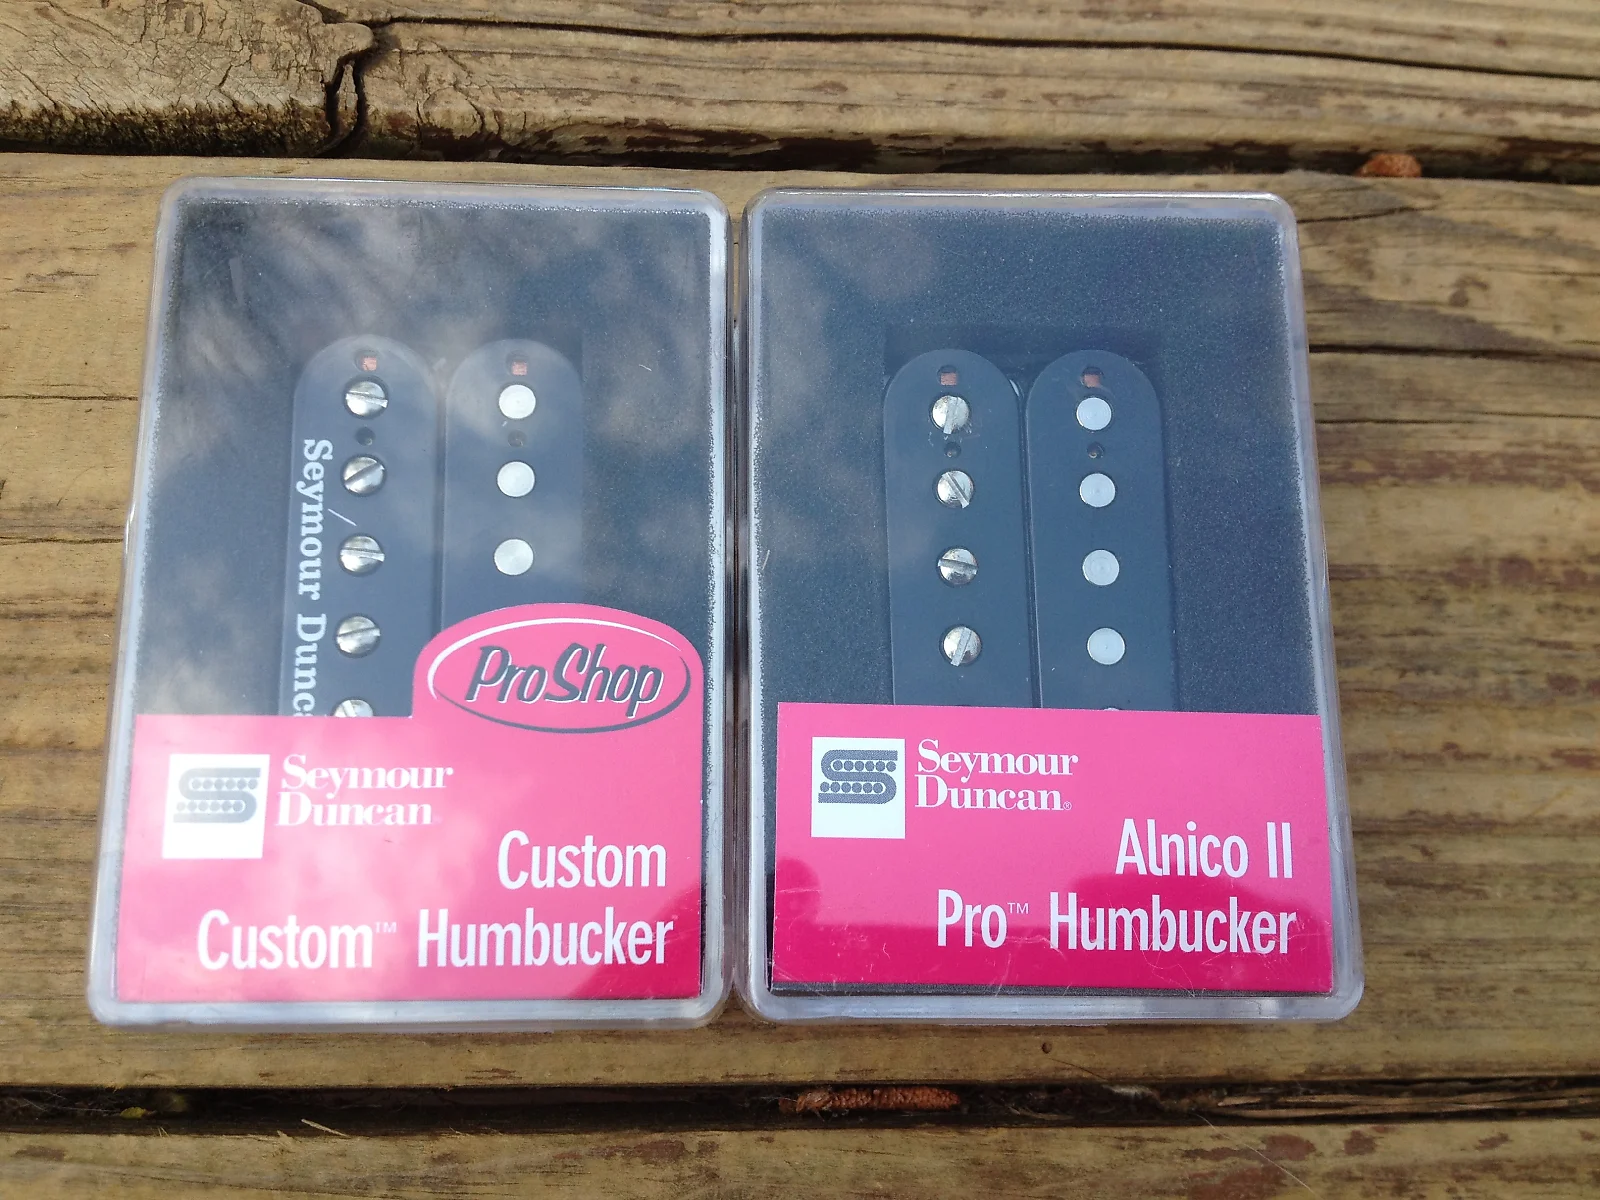 Seymour Dunca
ProShop
Seymour
Duncan
Custom
Custom™ Humbucker
Seymour
Duncan®
Alnico II
Pro™ Humbucker